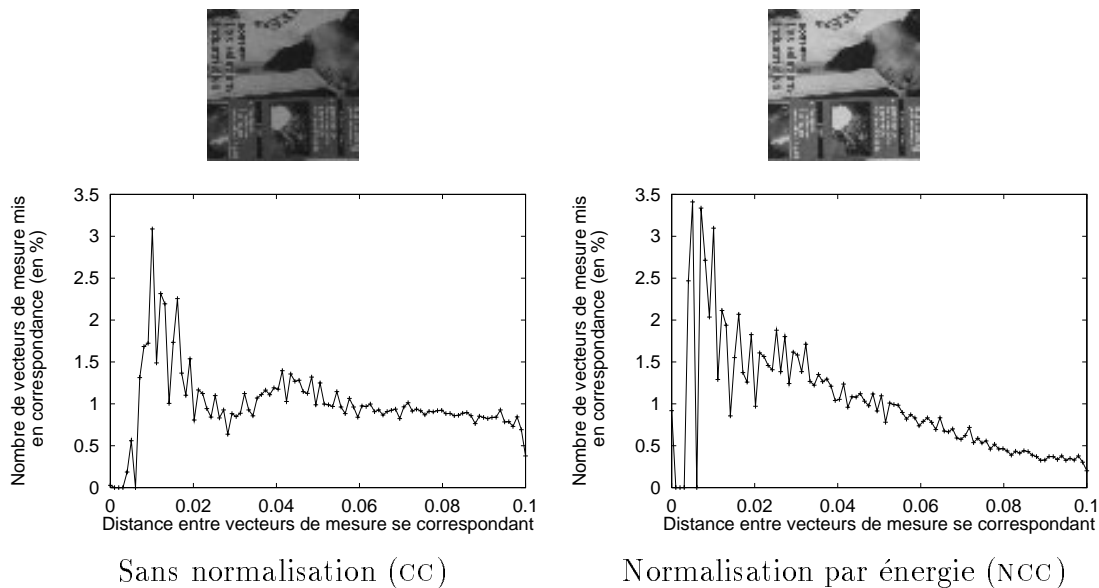 Nombre de vecteurs de mesure mis
en correspondance (en %)
3.5
3
2.5
2
1.5
1
0.5
0
0 0.02 0.04 0.06 0.08 0.1
Distance entre vecteurs de mesure se correspondant
Sans normalisation (CC)
Nombre de vecteurs de mesure mis
en correspondance (en %)
3.5
3
2.5
2
1.5
1
0.5
0
0 0.02 0.04 0.06 0.08 0.1
Distance entre vecteurs de mesure se correspondant
Normalisation par énergie (NCC)